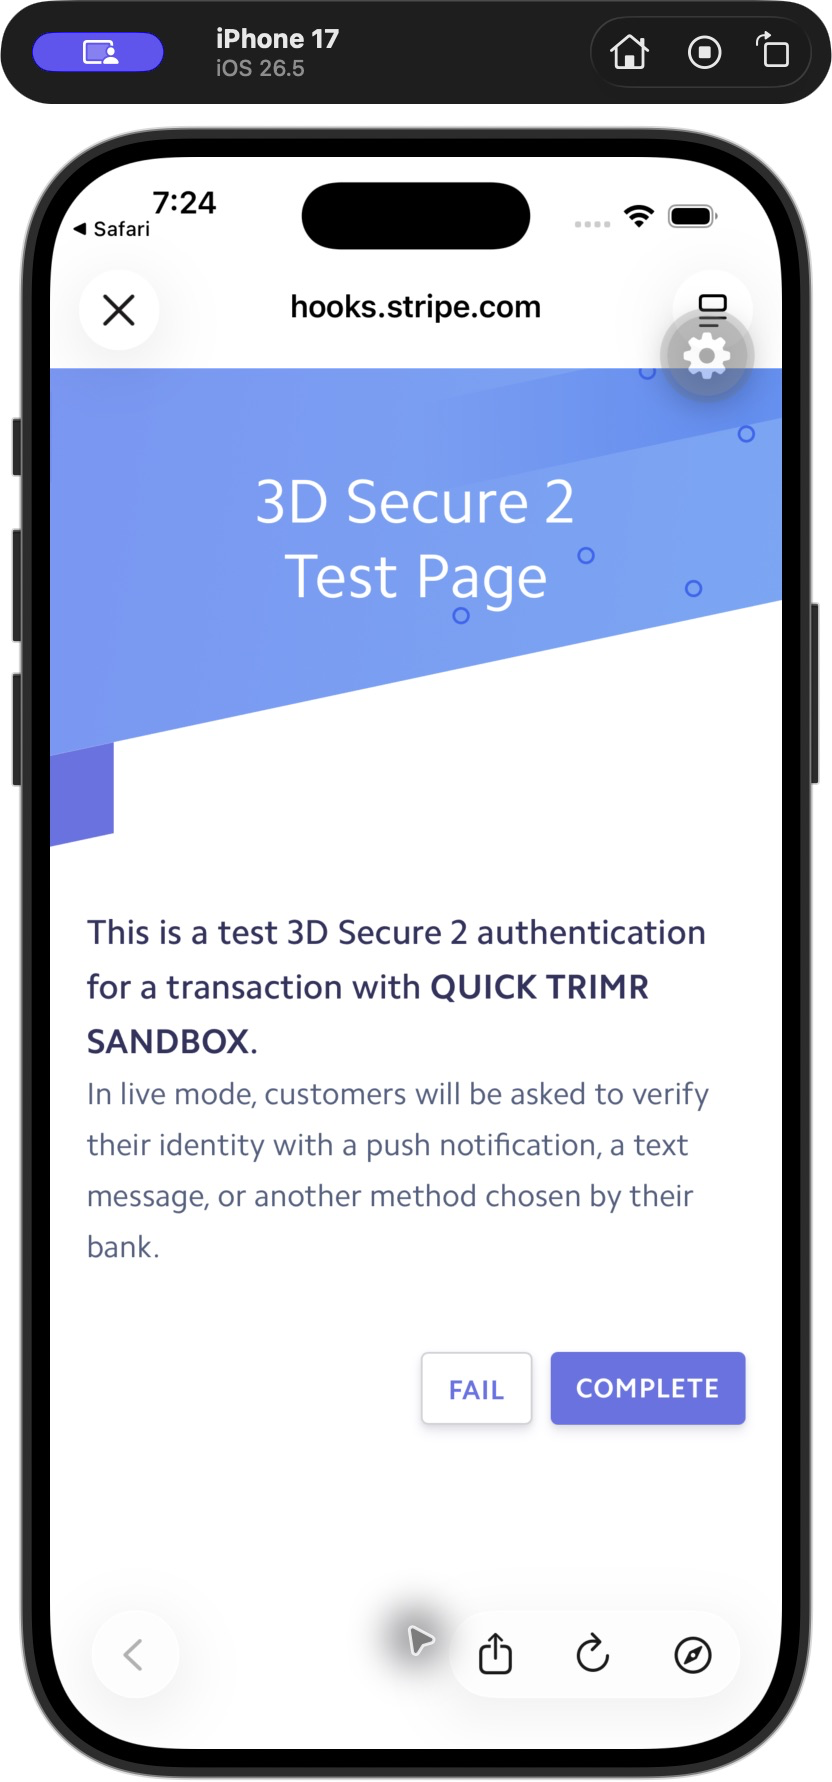 iPhone 17
iOS 26.5
7:24
Safari
hooks.stripe.com
3D Secure 2
Test Page
This is a test 3D Secure 2 authentication
for a transaction with QUICK TRIMR
SANDBOX.
In live mode, customers will be asked to verify
their identity with a push notification, a text
message, or another method chosen by their
bank.
FAIL
COMPLETE